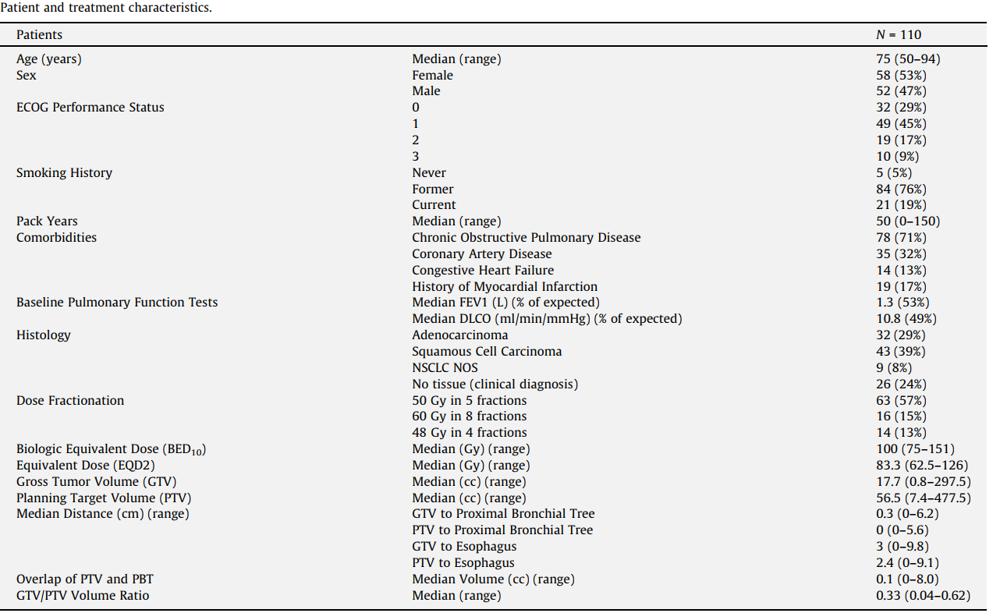 Patient and treatment characteristics.
Patients N = 110
Age (years) Median (range) 75 (50–94)
Sex Female 58 (53%)
Male 52 (47%)
ECOG Performance Status 0 32 (29%)
1 49 (45%)
2 19 (17%)
3 10 (9%)
Smoking History Never 5 (5%)
Former 84 (76%)
Current 21 (19%)
Pack Years Median (range) 50 (0–150)
Comorbidities Chronic Obstructive Pulmonary Disease 78 (71%)
Coronary Artery Disease 35 (32%)
Congestive Heart Failure 14 (13%)
History of Myocardial Infarction 19 (17%)
Baseline Pulmonary Function Tests Median FEV1 (L) (% of expected) 1.3 (53%)
Median DLCO (ml/min/mmHg) (% of expected) 10.8 (49%)
Histology Adenocarcinoma 32 (29%)
Squamous Cell Carcinoma 43 (39%)
NSCLC NOS 9 (8%)
No tissue (clinical diagnosis) 26 (24%)
Dose Fractionation 50 Gy in 5 fractions 63 (57%)
60 Gy in 8 fractions 16 (15%)
48 Gy in 4 fractions 14 (13%)
Biologic Equivalent Dose (BED10) Median (Gy) (range) 100 (75–151)
Equivalent Dose (EQD2) Median (Gy) (range) 83.3 (62.5–126)
Gross Tumor Volume (GTV) Median (cc) (range) 17.7 (0.8–297.5)
Planning Target Volume (PTV) Median (cc) (range) 56.5 (7.4–477.5)
Median Distance (cm) (range) GTV to Proximal Bronchial Tree 0.3 (0–6.2)
PTV to Proximal Bronchial Tree 0 (0–5.6)
GTV to Esophagus 3 (0–9.8)
PTV to Esophagus 2.4 (0–9.1)
Overlap of PTV and PBT Median Volume (cc) (range) 0.1 (0–8.0)
GTV/PTV Volume Ratio Median (range) 0.33 (0.04–0.62)